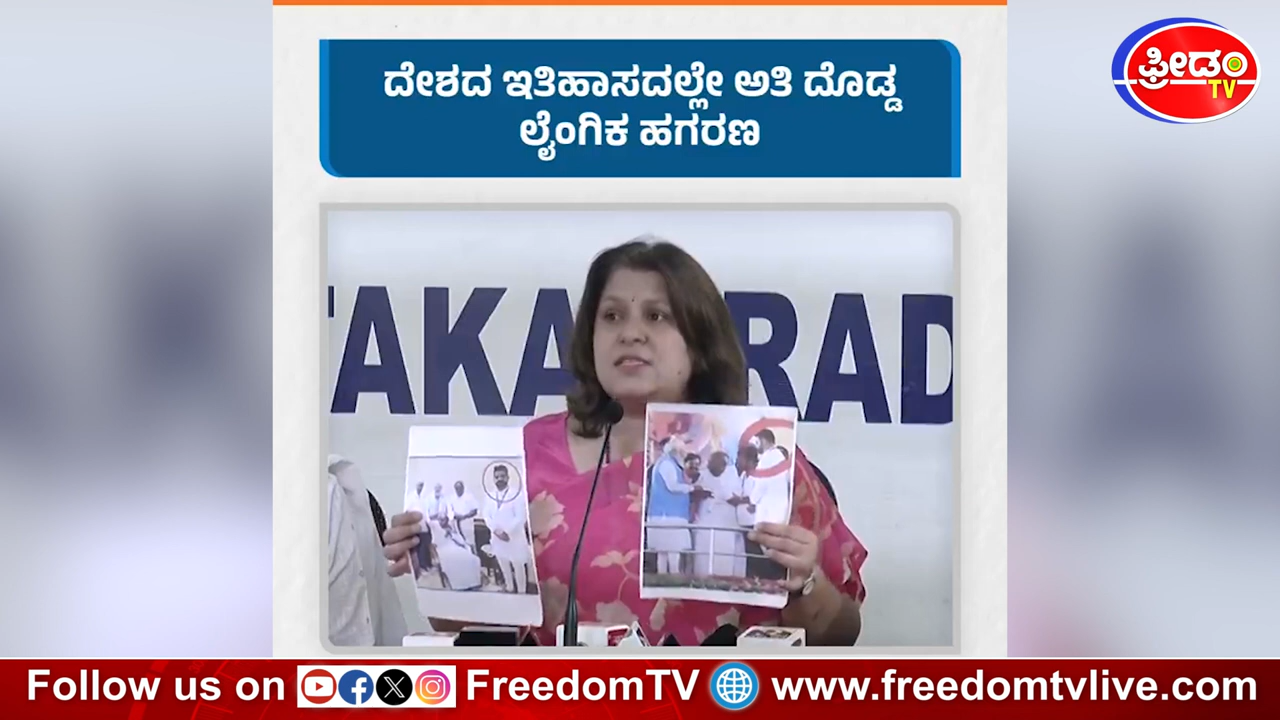 ದೇಶದ ಇತಿಹಾಸದಲ್ಲೇ ಅತಿ ದೊಡ್ಡ
ಲೈಂಗಿಕ ಹಗರಣ
ಫ್ರೀಡಂ
TV
TAKA RAD
Follow us on FreedomTV www.freedomtvlive.com